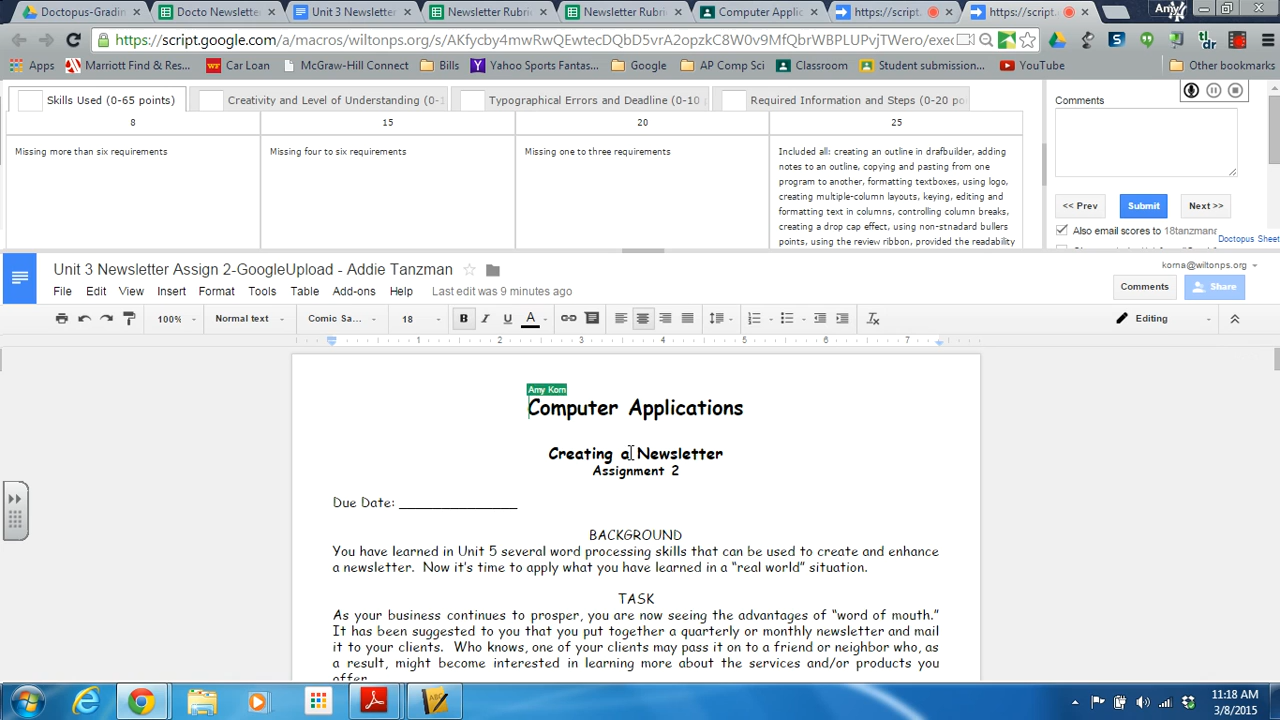 Doctopus-Gradin
Docto Newsletter
Unit 3 Newsletter
Newsletter Rubri
Newsletter Rubri
Computer Applic
https://script.
https://script.
Amy
https://script.google.com/a/macros/wiltonps.org/s/AKfycby4mwRwQEwtecDQbD5vrA2opzkC8W0v9MfQbrWBPLUPvjTWero/exec
Apps
Marriott Find & Res...
Car Loan
McGraw-Hill Connect
Bills
Yahoo Sports Fantas...
Google
AP Comp Sci
Classroom
Student submission...
YouTube
Other bookmarks
Skills Used (0-65 points)
Creativity and Level of Understanding (0-1
Typographical Errors and Deadline (0-10
Required Information and Steps (0-20 po
8 15 20 25
Missing more than six requirements
Missing four to six requirements
Missing one to three requirements
Included all: creating an outline in drafbuilder, adding
notes to an outline, copying and pasting from one
program to another, formatting textboxes, using logo,
creating multiple-column layouts, keying, editing and
formatting text in columns, controlling column breaks,
creating a drop cap effect, using non-stnadard bullers
points, using the review ribbon, provided the readability
Comments
<< Prev
Submit
Next >>
Also email scores to 18tanzmann
Doctopus Sheet
Unit 3 Newsletter Assign 2-GoogleUpload - Addie Tanzman
korna@wiltonps.org
File Edit View Insert Format Tools Table Add-ons Help Last edit was 9 minutes ago
Comments
Share
100% Normal text Comic Sa... 18 B I U A
Editing
1 2 3 4 5 6 7
Amy Korn
Computer Applications
Creating a Newsletter
Assignment 2
Due Date: _________________
BACKGROUND
You have learned in Unit 5 several word processing skills that can be used to create and enhance
a newsletter. Now it's time to apply what you have learned in a "real world" situation.
TASK
As your business continues to prosper, you are now seeing the advantages of "word of mouth."
It has been suggested to you that you put together a quarterly or monthly newsletter and mail
it to your clients. Who knows, one of your clients may pass it on to a friend or neighbor who, as
a result, might become interested in learning more about the services and/or products you
offer.
11:18 AM
3/8/2015